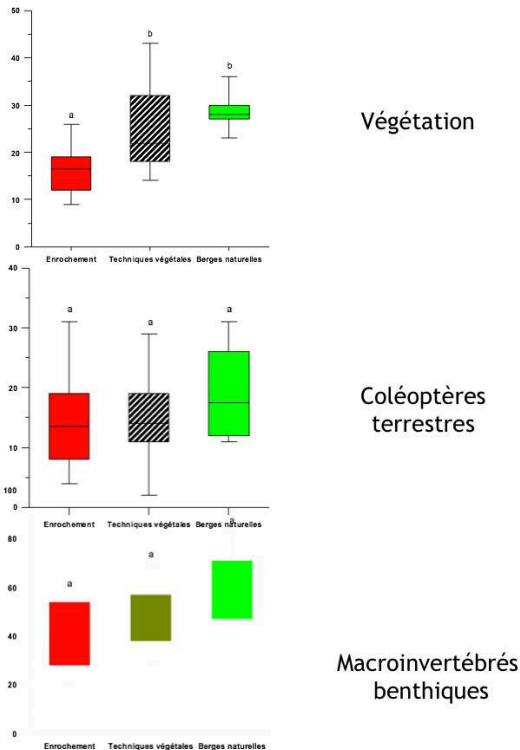 50
40
30
20
10
0
a
b
b
Enrochement Techniques végétales Berges naturelles
Végétation
40
30
20
10
0
a
a
a
Enrochement Techniques végétales Berges naturelles
Coléoptères
terrestres
100
80
60
40
20
0
a
a
a
Enrochement Techniques végétales Berges naturelles
Macroinvertébrés
benthiques